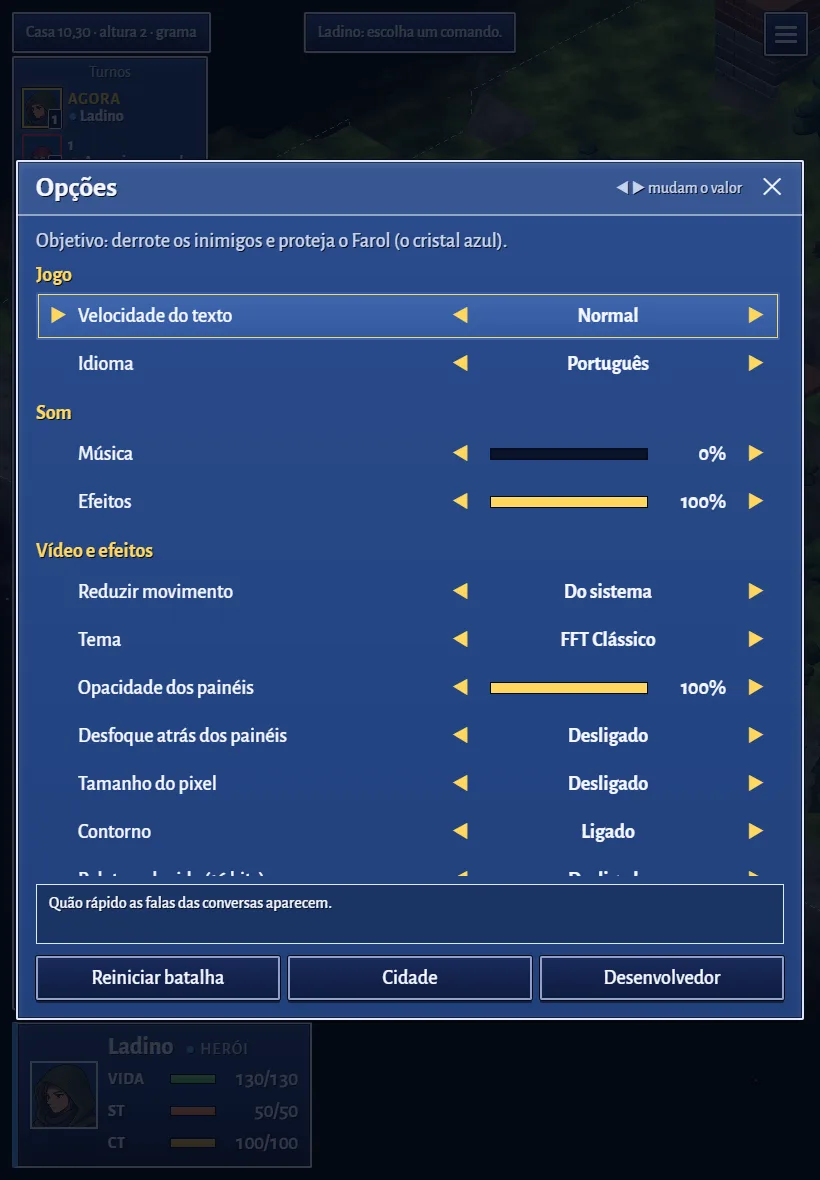 Casa 10,30 · altura 2 · grama
Ladino: escolha um comando.
Turnos
AGORA
1 Ladino
1
Opções
mudam o valor
Objetivo: derrote os inimigos e proteja o Farol (o cristal azul).
Jogo
Velocidade do texto Normal
Idioma Português
Som
Música 0%
Efeitos 100%
Vídeo e efeitos
Reduzir movimento Do sistema
Tema FFT Clássico
Opacidade dos painéis 100%
Desfoque atrás dos painéis Desligado
Tamanho do pixel Desligado
Contorno Ligado
Quão rápido as falas das conversas aparecem.
Reiniciar batalha Cidade Desenvolvedor
Ladino • HERÓI
VIDA 130/130
ST 50/50
CT 100/100